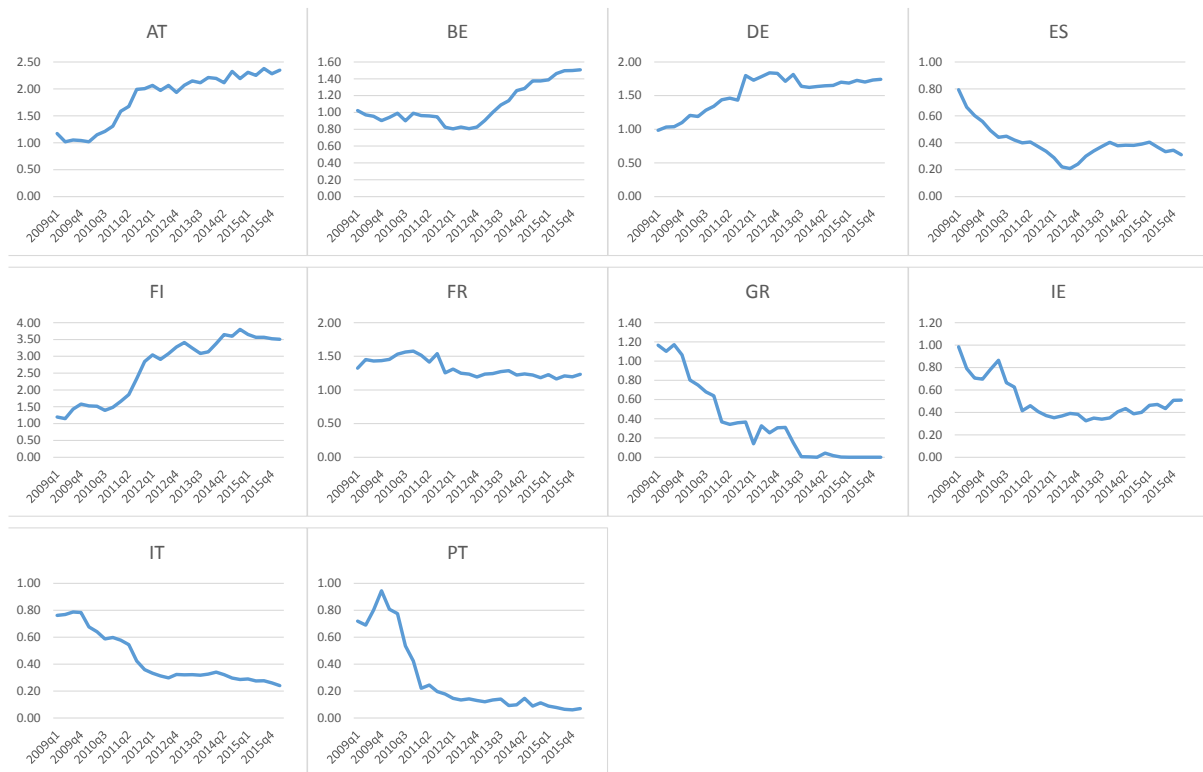 AT
2.50
2.00
1.50
1.00
0.50
0.00
2009q1
2009q4
2010q3
2011q2
2012q1
2012q4
2013q3
2014q2
2015q1
2015q4
BE
1.60
1.40
1.20
1.00
0.80
0.60
0.40
0.20
0.00
2009q1
2009q4
2010q3
2011q2
2012q1
2012q4
2013q3
2014q2
2015q1
2015q4
DE
2.00
1.50
1.00
0.50
0.00
2009q1
2009q4
2010q3
2011q2
2012q1
2012q4
2013q3
2014q2
2015q1
2015q4
ES
1.00
0.80
0.60
0.40
0.20
0.00
2009q1
2009q4
2010q3
2011q2
2012q1
2012q4
2013q3
2014q2
2015q1
2015q4
FI
4.00
3.50
3.00
2.50
2.00
1.50
1.00
0.50
0.00
2009q1
2009q4
2010q3
2011q2
2012q1
2012q4
2013q3
2014q2
2015q1
2015q4
FR
2.00
1.50
1.00
0.50
0.00
2009q1
2009q4
2010q3
2011q2
2012q1
2012q4
2013q3
2014q2
2015q1
2015q4
GR
1.40
1.20
1.00
0.80
0.60
0.40
0.20
0.00
2009q1
2009q4
2010q3
2011q2
2012q1
2012q4
2013q3
2014q2
2015q1
2015q4
IE
1.20
1.00
0.80
0.60
0.40
0.20
0.00
2009q1
2009q4
2010q3
2011q2
2012q1
2012q4
2013q3
2014q2
2015q1
2015q4
IT
1.00
0.80
0.60
0.40
0.20
0.00
2009q1
2009q4
2010q3
2011q2
2012q1
2012q4
2013q3
2014q2
2015q1
2015q4
PT
1.00
0.80
0.60
0.40
0.20
0.00
2009q1
2009q4
2010q3
2011q2
2012q1
2012q4
2013q3
2014q2
2015q1
2015q4